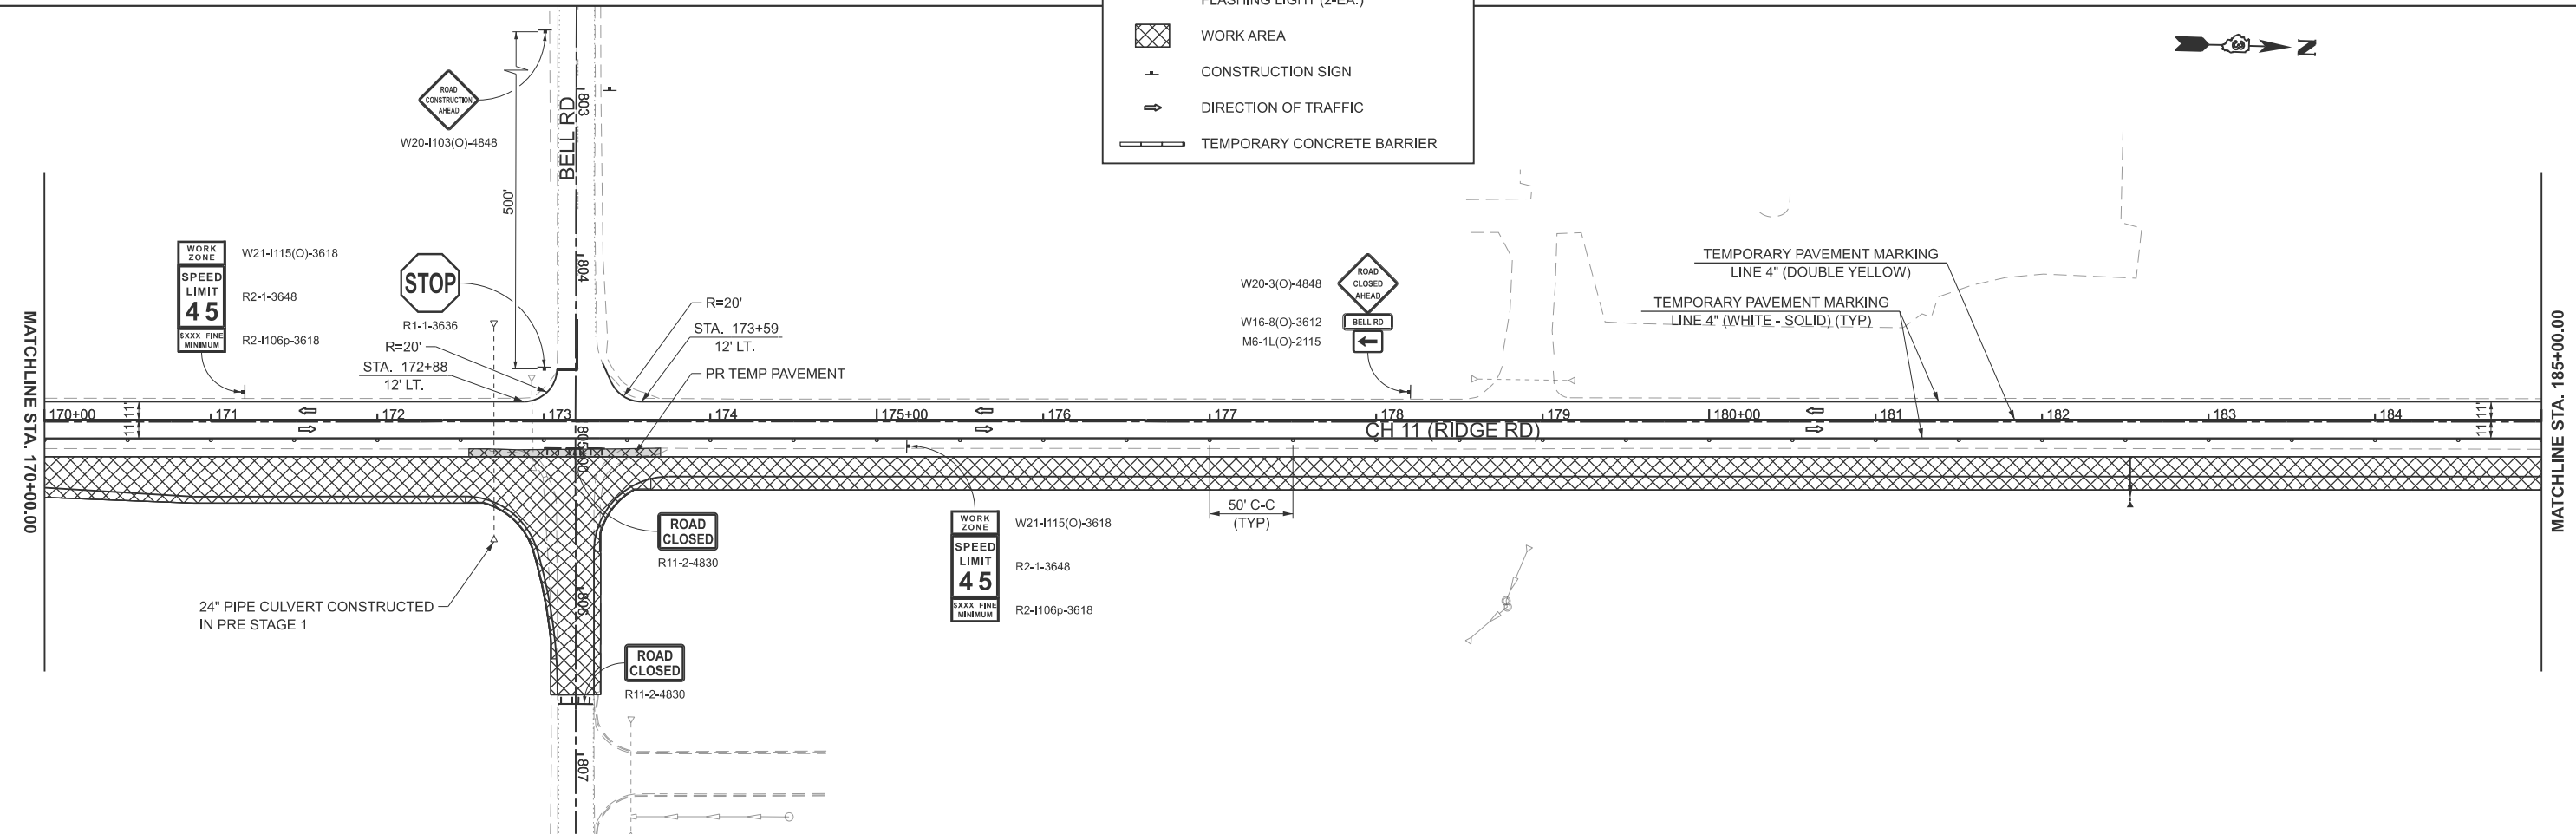 FLASHING LIGHT (2-EA.)
WORK AREA
CONSTRUCTION SIGN
DIRECTION OF TRAFFIC
TEMPORARY CONCRETE BARRIER
N
ROAD
CONSTRUCTION
AHEAD
W20-I103(O)-4848
500'
BELL RD
803
804
805+00
806
807
WORK
ZONE
SPEED
LIMIT
45
$XXX FINE
MINIMUM
W21-I115(O)-3618
R2-1-3648
R2-I106p-3618
STOP
R1-1-3636
R=20'
STA. 172+88
12' LT.
R=20'
STA. 173+59
12' LT.
PR TEMP PAVEMENT
ROAD
CLOSED
AHEAD
BELL RD
W20-3(O)-4848
W16-8(O)-3612
M6-1L(O)-2115
TEMPORARY PAVEMENT MARKING
LINE 4" (DOUBLE YELLOW)
TEMPORARY PAVEMENT MARKING
LINE 4" (WHITE - SOLID) (TYP)
MATCHLINE STA. 170+00.00
MATCHLINE STA. 185+00.00
170+00
171
172
173
174
175+00
176
177
178
179
180+00
181
182
183
184
11'
11'
11'
11'
CH 11 (RIDGE RD)
50' C-C
(TYP)
ROAD
CLOSED
R11-2-4830
ROAD
CLOSED
R11-2-4830
WORK
ZONE
SPEED
LIMIT
45
$XXX FINE
MINIMUM
W21-I115(O)-3618
R2-1-3648
R2-I106p-3618
24" PIPE CULVERT CONSTRUCTED
IN PRE STAGE 1